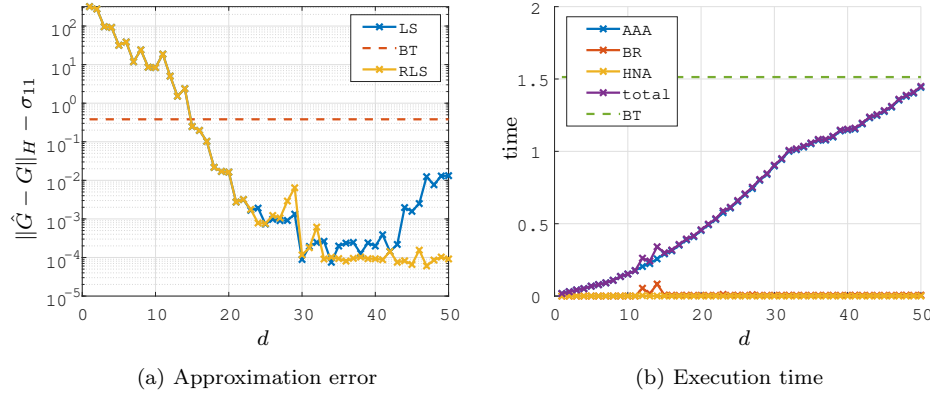 10^2
10^1
10^0
10^{-1}
10^{-2}
10^{-3}
10^{-4}
10^{-5}
‖Ĝ − G‖_H − σ_{11}
LS
BT
RLS
0 10 20 30 40 50
d
(a) Approximation error
2
1.5
1
0.5
0
time
AAA
BR
HNA
total
BT
0 10 20 30 40 50
d
(b) Execution time